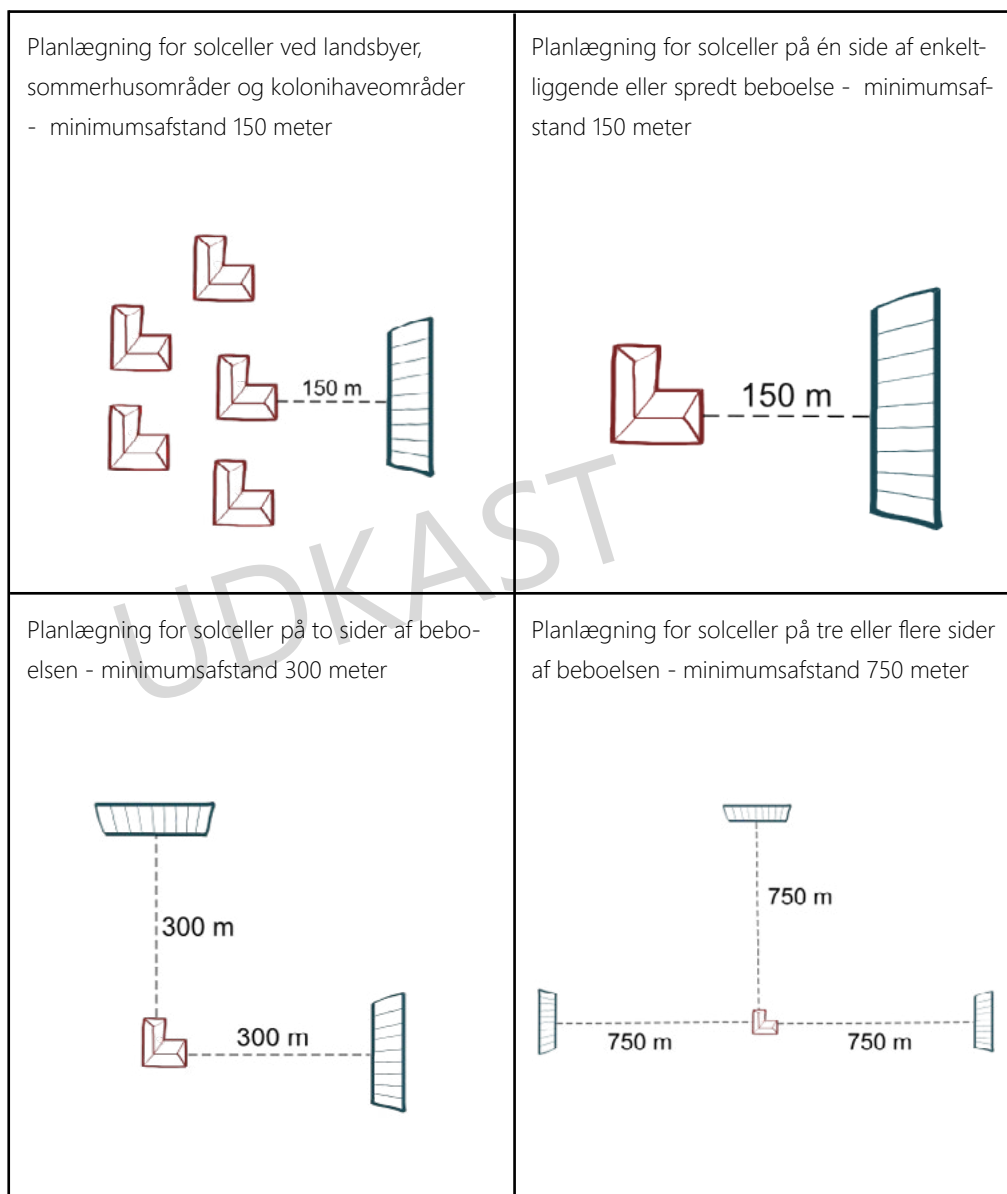 Planlægning for solceller ved landsbyer,
sommerhusområder og kolonihaveområder
- minimumsafstand 150 meter
150 m
Planlægning for solceller på én side af enkelt-
liggende eller spredt beboelse - minimumsaf-
stand 150 meter
150 m
UDKAST
Planlægning for solceller på to sider af bebo-
elsen - minimumsafstand 300 meter
300 m
300 m
Planlægning for solceller på tre eller flere sider
af beboelsen - minimumsafstand 750 meter
750 m
750 m
750 m